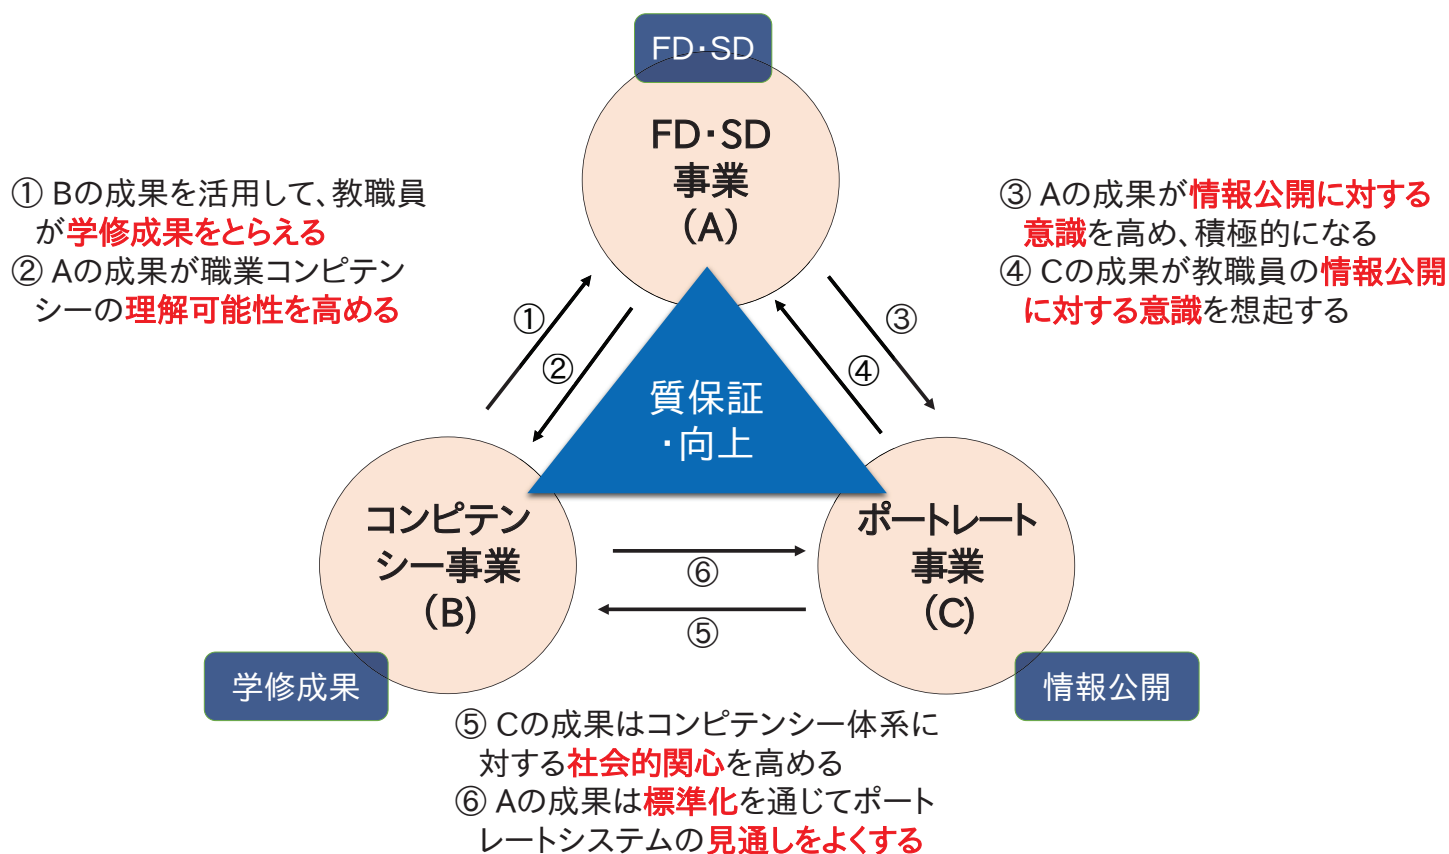 FD・SD
FD・SD
事業
(A)
① Bの成果を活用して、教職員
が学修成果をとらえる
② Aの成果が職業コンピテン
シーの理解可能性を高める
③ Aの成果が情報公開に対する
意識を高め、積極的になる
④ Cの成果が教職員の情報公開
に対する意識を想起する
①
②
③
④
質保証
・向上
コンピテン
シー事業
(B)
ポートレート
事業
(C)
⑥
⑤
学修成果
情報公開
⑤ Cの成果はコンピテンシー体系に
対する社会的関心を高める
⑥ Aの成果は標準化を通じてポート
レートシステムの見通しをよくする